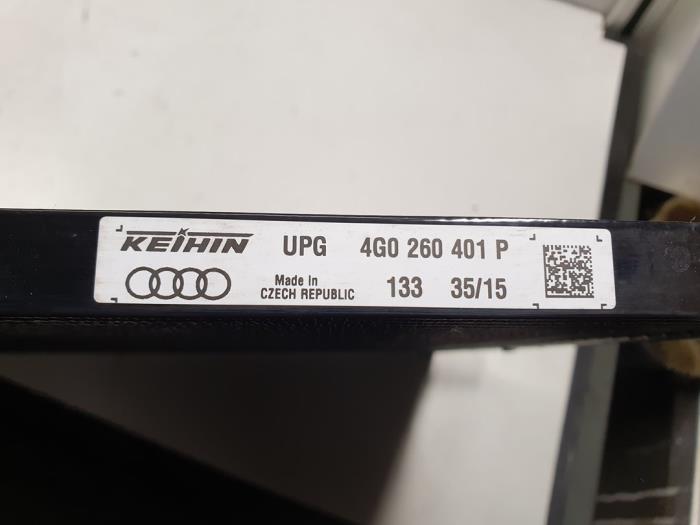 KEIHIN UPG 4G0 260 401 P
Made in
CZECH REPUBLIC 133 35/15